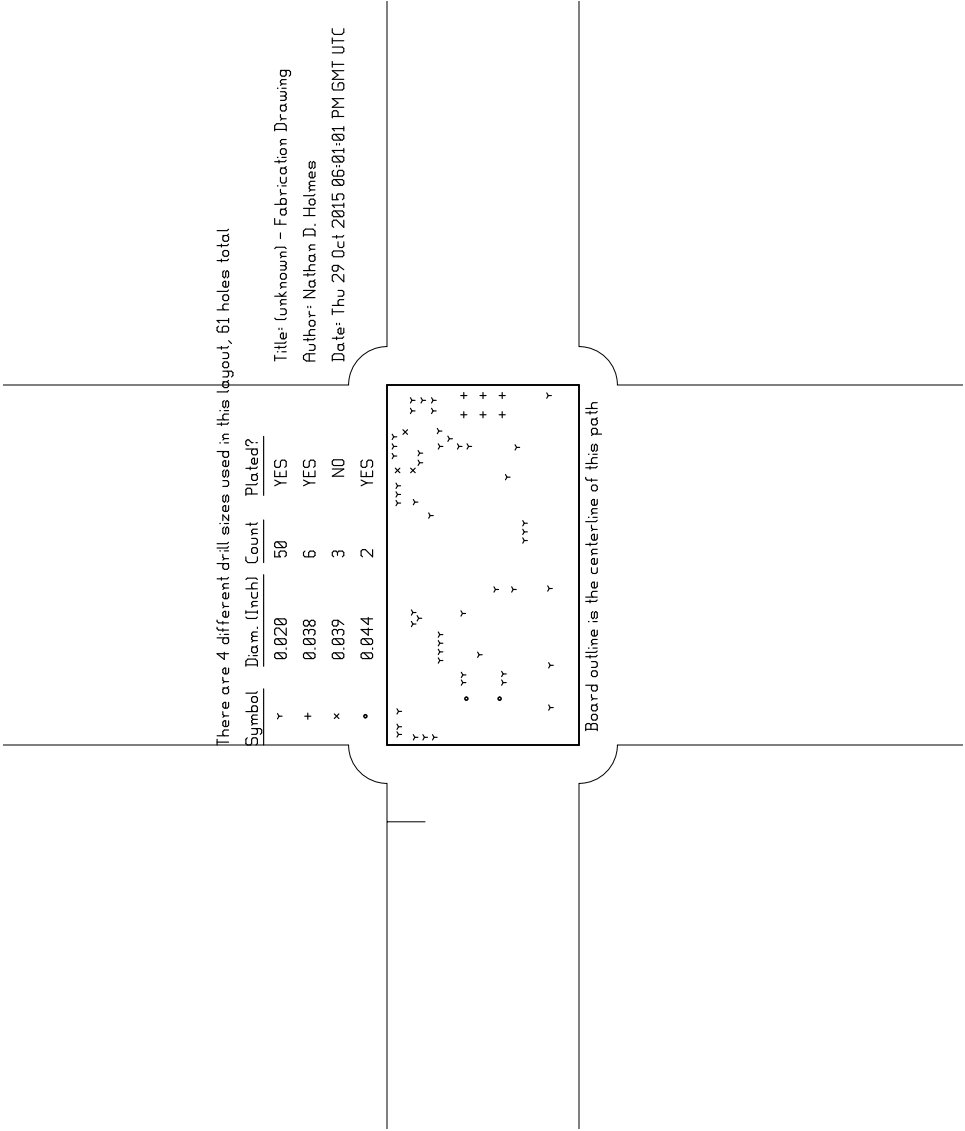 There are 4 different drill sizes used in this layout, 61 holes total
Symbol Diam. (Inch) Count Plated?
0.020 50 YES
+ 0.038 6 YES
× 0.039 3 NO
0.044 2 YES
Title: (unknown) - Fabrication Drawing
Author: Nathan D. Holmes
Date: Thu 29 Oct 2015 06:01:01 PM GMT UTC
Board outline is the centerline of this path